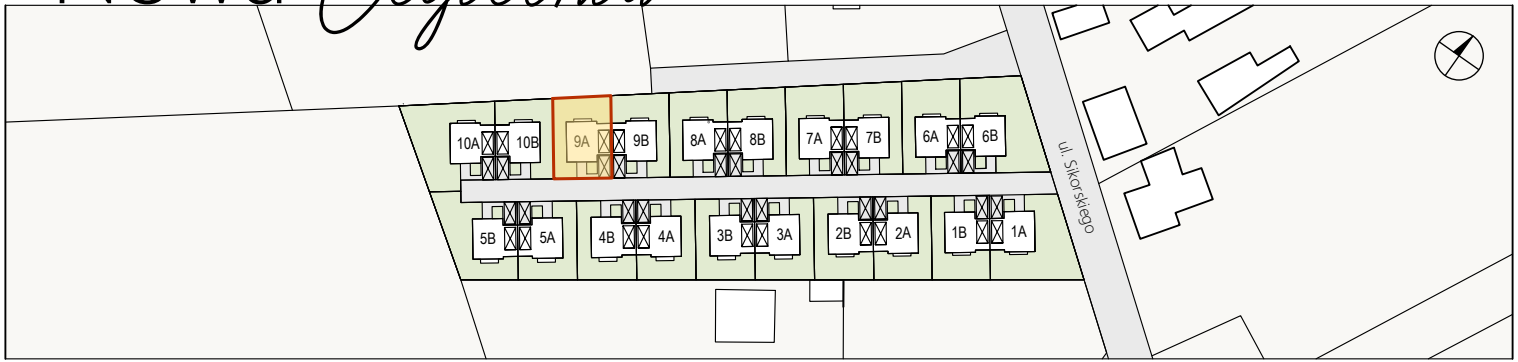 10A 10B 9A 9B 8A 8B 7A 7B 6A 6B
ul. Sikorskiego
5B 5A 4B 4A 3B 3A 2B 2A 1B 1A